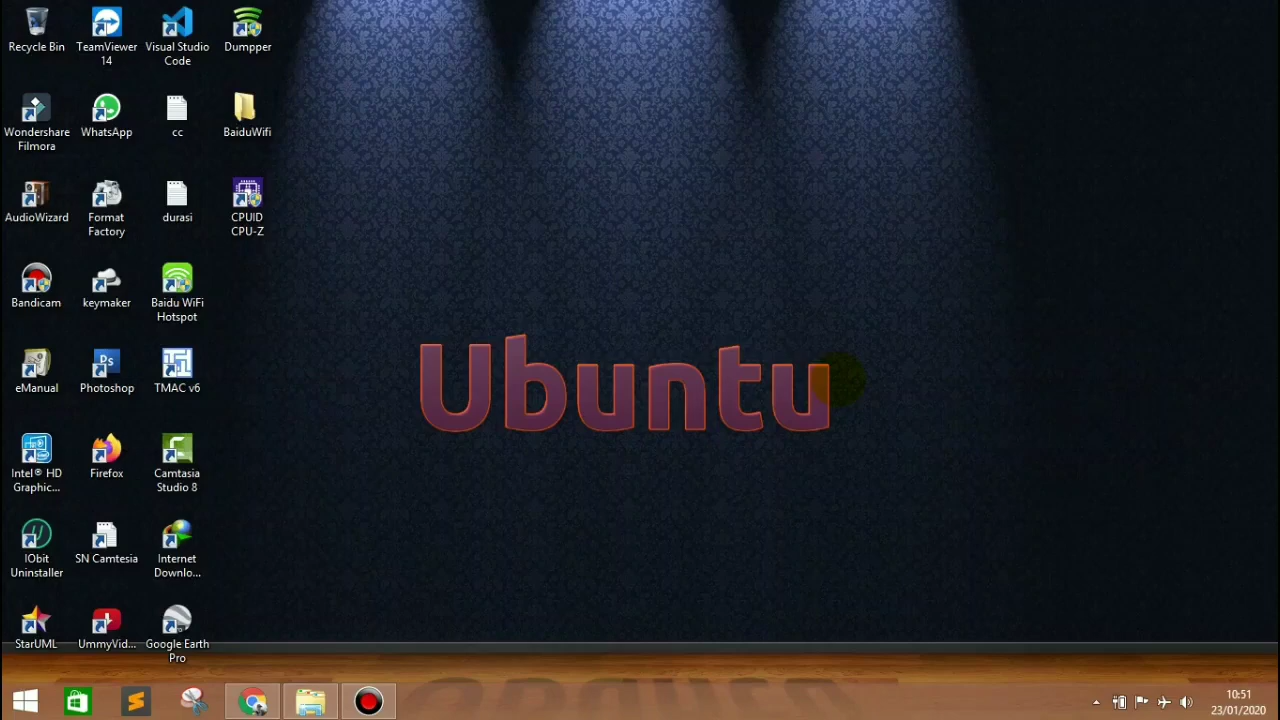 Recycle Bin
TeamViewer
14
Visual Studio
Code
Dumpper
Wondershare
Filmora
WhatsApp
cc
BaiduWifi
AudioWizard
Format
Factory
durasi
CPUID
CPU-Z
Bandicam
keymaker
Baidu WiFi
Hotspot
eManual
Ps
Photoshop
TMAC v6
Ubuntu
Intel® HD
Graphic...
Firefox
Camtasia
Studio 8
IObit
Uninstaller
SN Camtesia
Internet
Downlo...
StarUML
UmmyVid...
Google Earth
Pro
10:51
23/01/2020